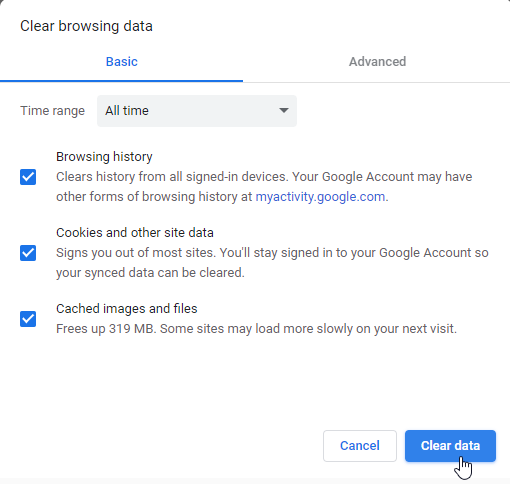 Clear browsing data
Basic
Advanced
Time range
All time
Browsing history
Clears history from all signed-in devices. Your Google Account may have
other forms of browsing history at myactivity.google.com.
Cookies and other site data
Signs you out of most sites. You'll stay signed in to your Google Account so
your synced data can be cleared.
Cached images and files
Frees up 319 MB. Some sites may load more slowly on your next visit.
Cancel
Clear data